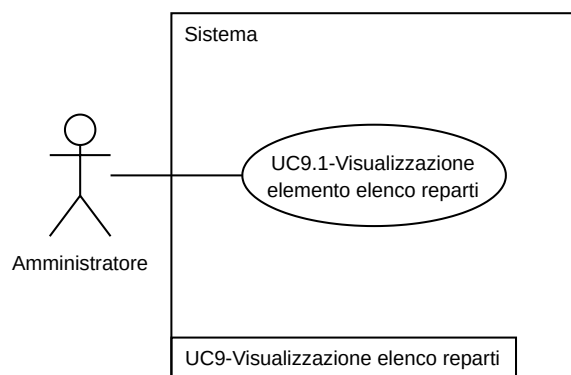 Sistema
UC9.1-Visualizzazione
elemento elenco reparti
Amministratore
UC9-Visualizzazione elenco reparti